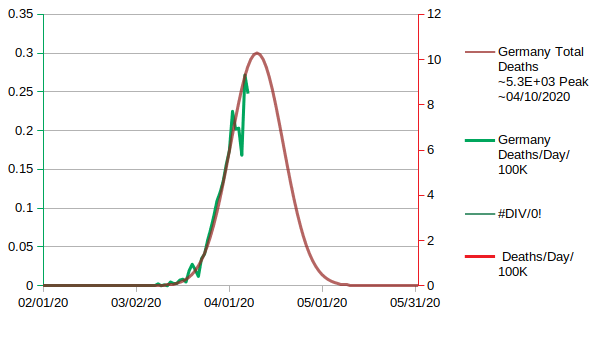 0.35
0.3
0.25
0.2
0.15
0.1
0.05
0
12
10
8
6
4
2
0
02/01/20 03/02/20 04/01/20 05/01/20 05/31/20
Germany Total
Deaths
~5.3E+03 Peak
~04/10/2020
Germany
Deaths/Day/
100K
#DIV/0!
Deaths/Day/
100K